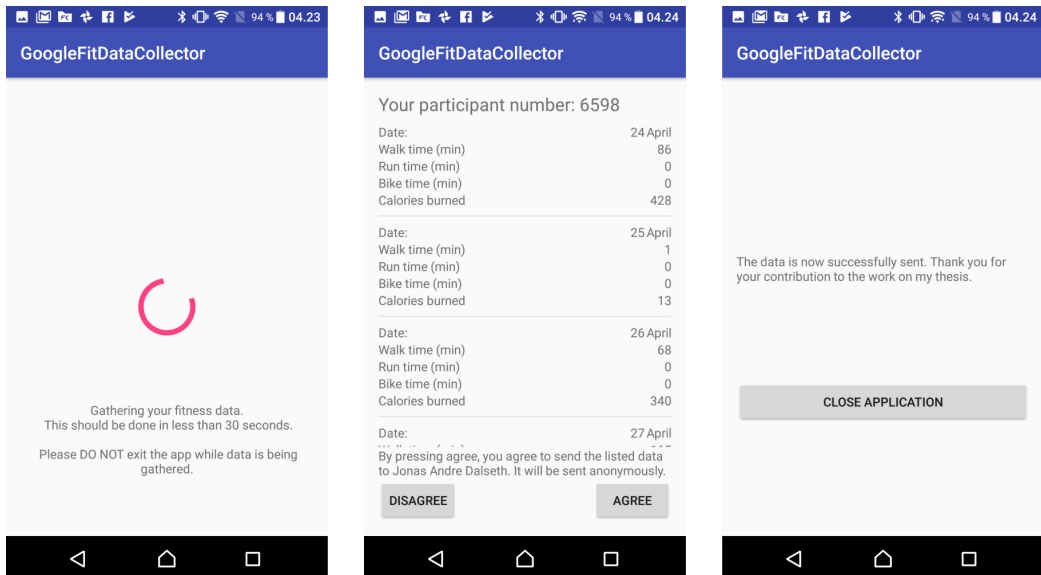 94 % 04.23
GoogleFitDataCollector
Gathering your fitness data.
This should be done in less than 30 seconds.
Please DO NOT exit the app while data is being
gathered.
94 % 04.24
GoogleFitDataCollector
Your participant number: 6598
Date: 24 April
Walk time (min) 86
Run time (min) 0
Bike time (min) 0
Calories burned 428
Date: 25 April
Walk time (min) 1
Run time (min) 0
Bike time (min) 0
Calories burned 13
Date: 26 April
Walk time (min) 68
Run time (min) 0
Bike time (min) 0
Calories burned 340
Date: 27 April
By pressing agree, you agree to send the listed data
to Jonas Andre Dalseth. It will be sent anonymously.
DISAGREE AGREE
94 % 04.24
GoogleFitDataCollector
The data is now successfully sent. Thank you for
your contribution to the work on my thesis.
CLOSE APPLICATION